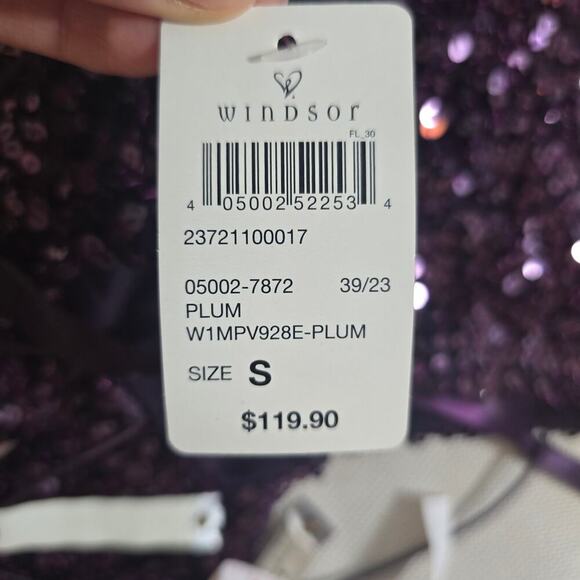 WINDSOR
FL_30
4 05002 52253 4
23721100017
05002-7872 39/23
PLUM
W1MPV928E-PLUM
SIZE S
$119.90